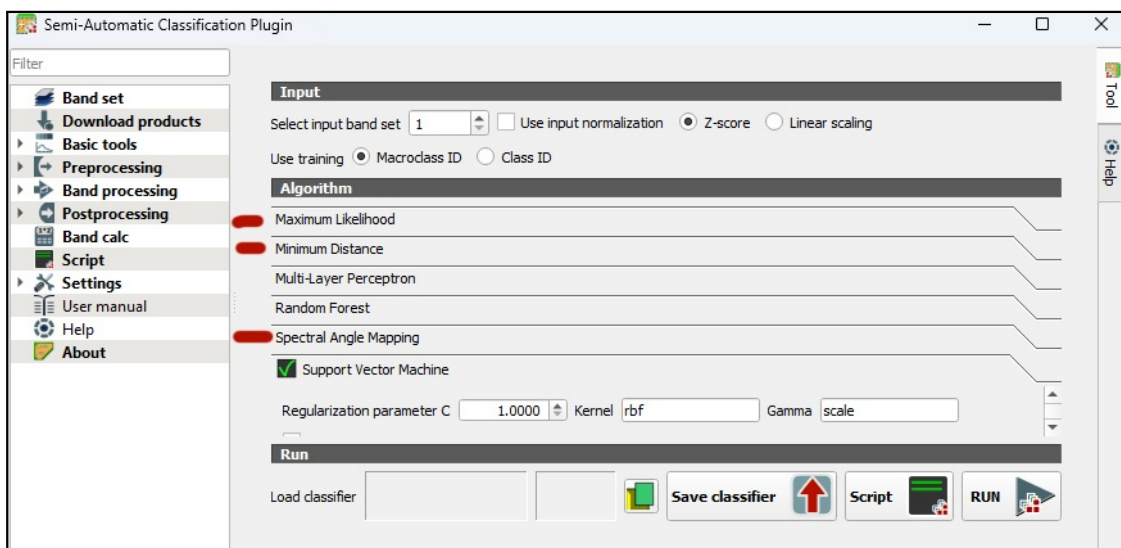 Semi-Automatic Classification Plugin
Filter
Band set
Download products
Basic tools
Preprocessing
Band processing
Postprocessing
Band calc
Script
Settings
User manual
Help
About
Input
Select input band set 1 Use input normalization Z-score Linear scaling
Use training Macroclass ID Class ID
Algorithm
Maximum Likelihood
Minimum Distance
Multi-Layer Perceptron
Random Forest
Spectral Angle Mapping
Support Vector Machine
Regularization parameter C 1.0000 Kernel rbf Gamma scale
Run
Load classifier Save classifier Script RUN
Tool
Help